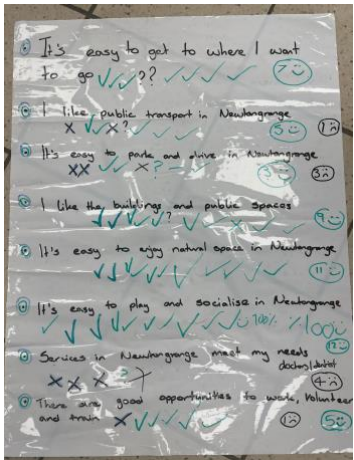 It's easy to get to where I want
to go ✓✓?? ✓✓✓✓ 7☺
I like public transport in Newtongrange
x ✓ x ? ✓ ✓ ✓ 5☺ 1☹
It's easy to park and drive in Newtongrange
xx ✓✓ x ? – ✓ 3☺ 3☹
I like the buildings and public spaces
✓✓✓✓✓? ✓ ✓ ✓ ✓ 9☺
It's easy to enjoy natural space in Newtongrange
✓✓✓✓✓✓✓✓✓✓✓ 11☺
It's easy to play and socialise in Newtongrange
✓✓✓✓✓✓✓✓✓✓ 100% 100☺
12☺
Services in Newtongrange meet my needs
doctors/dentist
x x x ? 4☹
There are good opportunities to work, Volunteer
and train x ✓✓✓✓✓ 1☹ 5☺